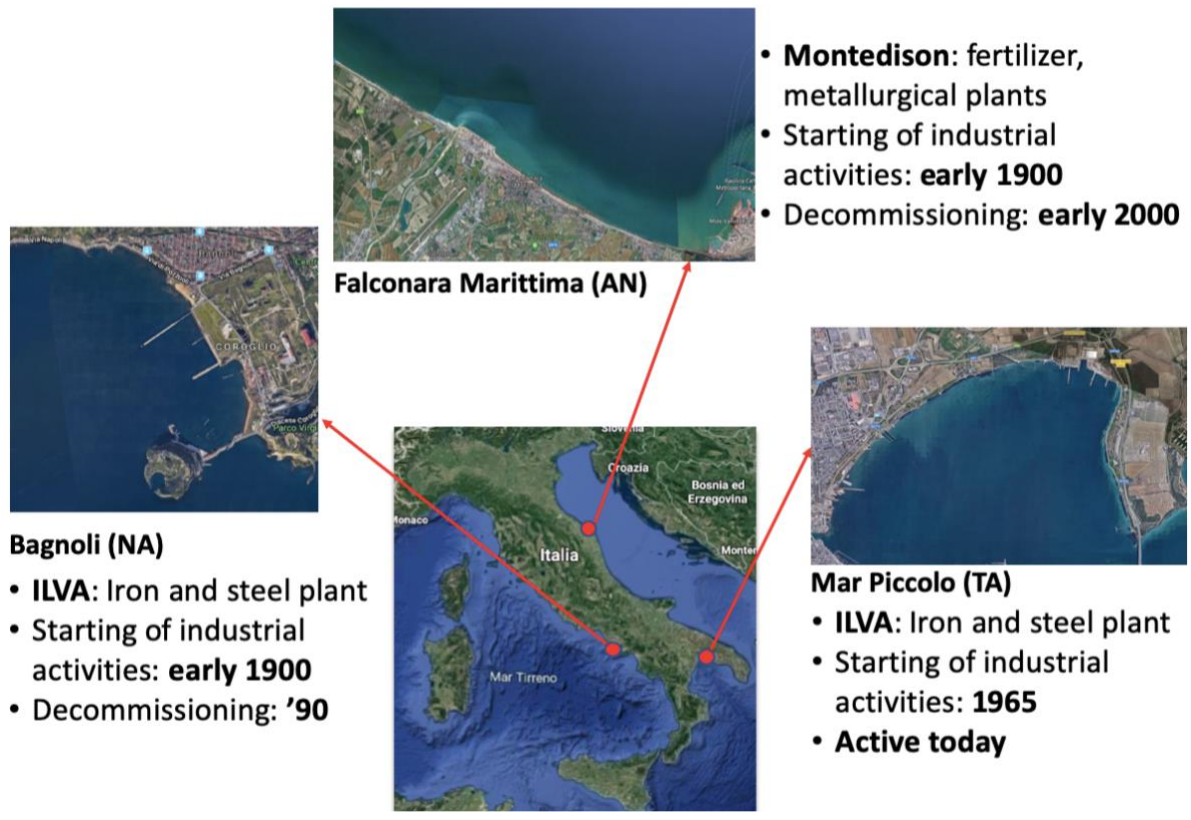 • Montedison: fertilizer,
metallurgical plants
• Starting of industrial
activities: early 1900
• Decommissioning: early 2000
Falconara Marittima (AN)
COROGLIO
Bagnoli (NA)
• ILVA: Iron and steel plant
• Starting of industrial
activities: early 1900
• Decommissioning: ’90
Slovenia
Croazia
Bosnia ed
Erzegovina
Monaco
Monten
Italia
Mar Tirreno
Mar Piccolo (TA)
• ILVA: Iron and steel plant
• Starting of industrial
activities: 1965
• Active today